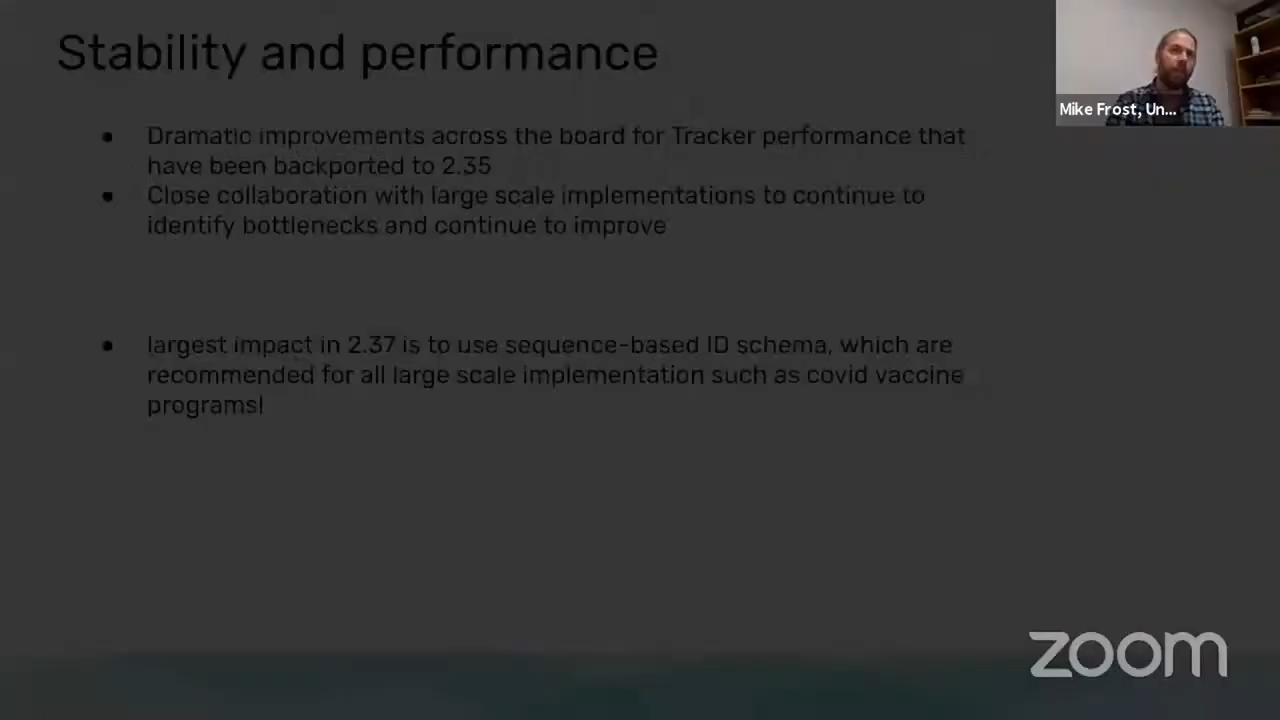 Stability and performance
Mike Frost, Un...
● Dramatic improvements across the board for Tracker performance that
have been backported to 2.35
● Close collaboration with large scale implementations to continue to
identify bottlenecks and continue to improve
● largest impact in 2.37 is to use sequence-based ID schema, which are
recommended for all large scale implementation such as covid vaccine
programs!
zoom